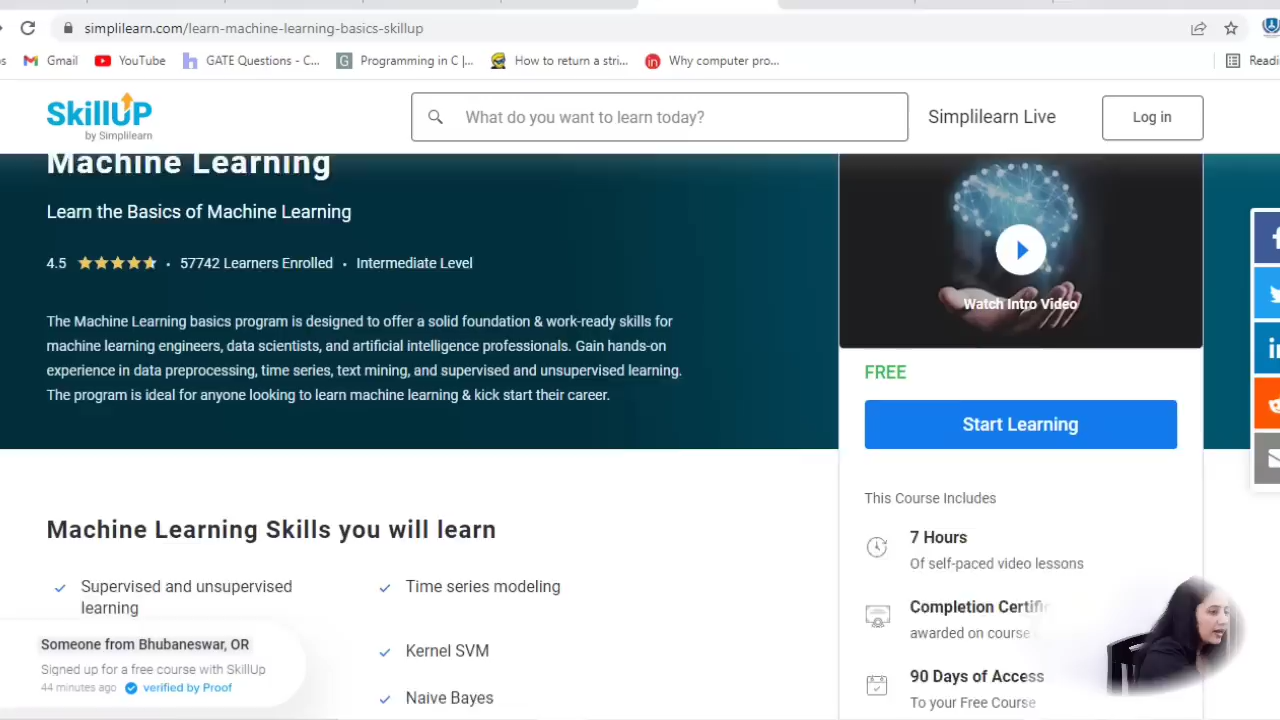 simplilearn.com/learn-machine-learning-basics-skillup
Gmail
YouTube
GATE Questions - C...
Programming in C |...
How to return a stri...
Why computer pro...
SkillUP
by Simplilearn
What do you want to learn today?
Simplilearn Live
Log in
Machine Learning
Learn the Basics of Machine Learning
4.5 • 57742 Learners Enrolled • Intermediate Level
The Machine Learning basics program is designed to offer a solid foundation & work-ready skills for
machine learning engineers, data scientists, and artificial intelligence professionals. Gain hands-on
experience in data preprocessing, time series, text mining, and supervised and unsupervised learning.
The program is ideal for anyone looking to learn machine learning & kick start their career.
Watch Intro Video
FREE
Start Learning
This Course Includes
7 Hours
Of self-paced video lessons
Completion
awarded on course
90 Days of Access
To your Free Course
Machine Learning Skills you will learn
Supervised and unsupervised
learning
Time series modeling
Kernel SVM
Naive Bayes
Someone from Bhubaneswar, OR
Signed up for a free course with SkillUp
44 minutes ago verified by Proof